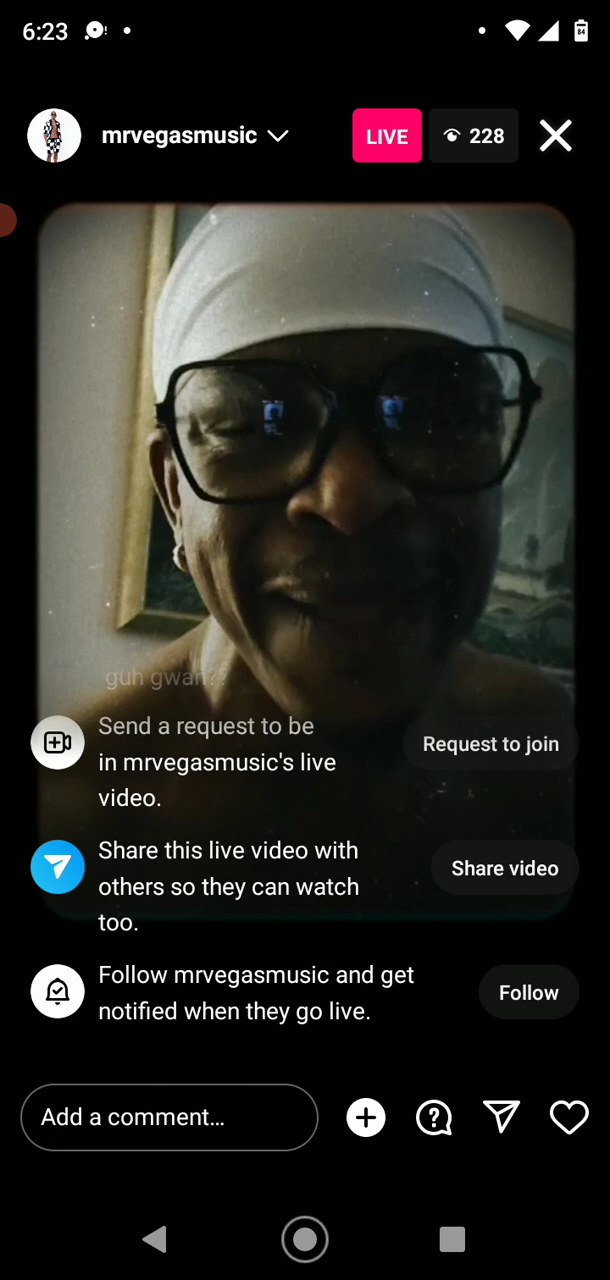 6:23
84
mrvegasmusic
LIVE
228
guh gwan??
Send a request to be
in mrvegasmusic's live
video.
Request to join
Share this live video with
others so they can watch
too.
Share video
Follow mrvegasmusic and get
notified when they go live.
Follow
Add a comment...